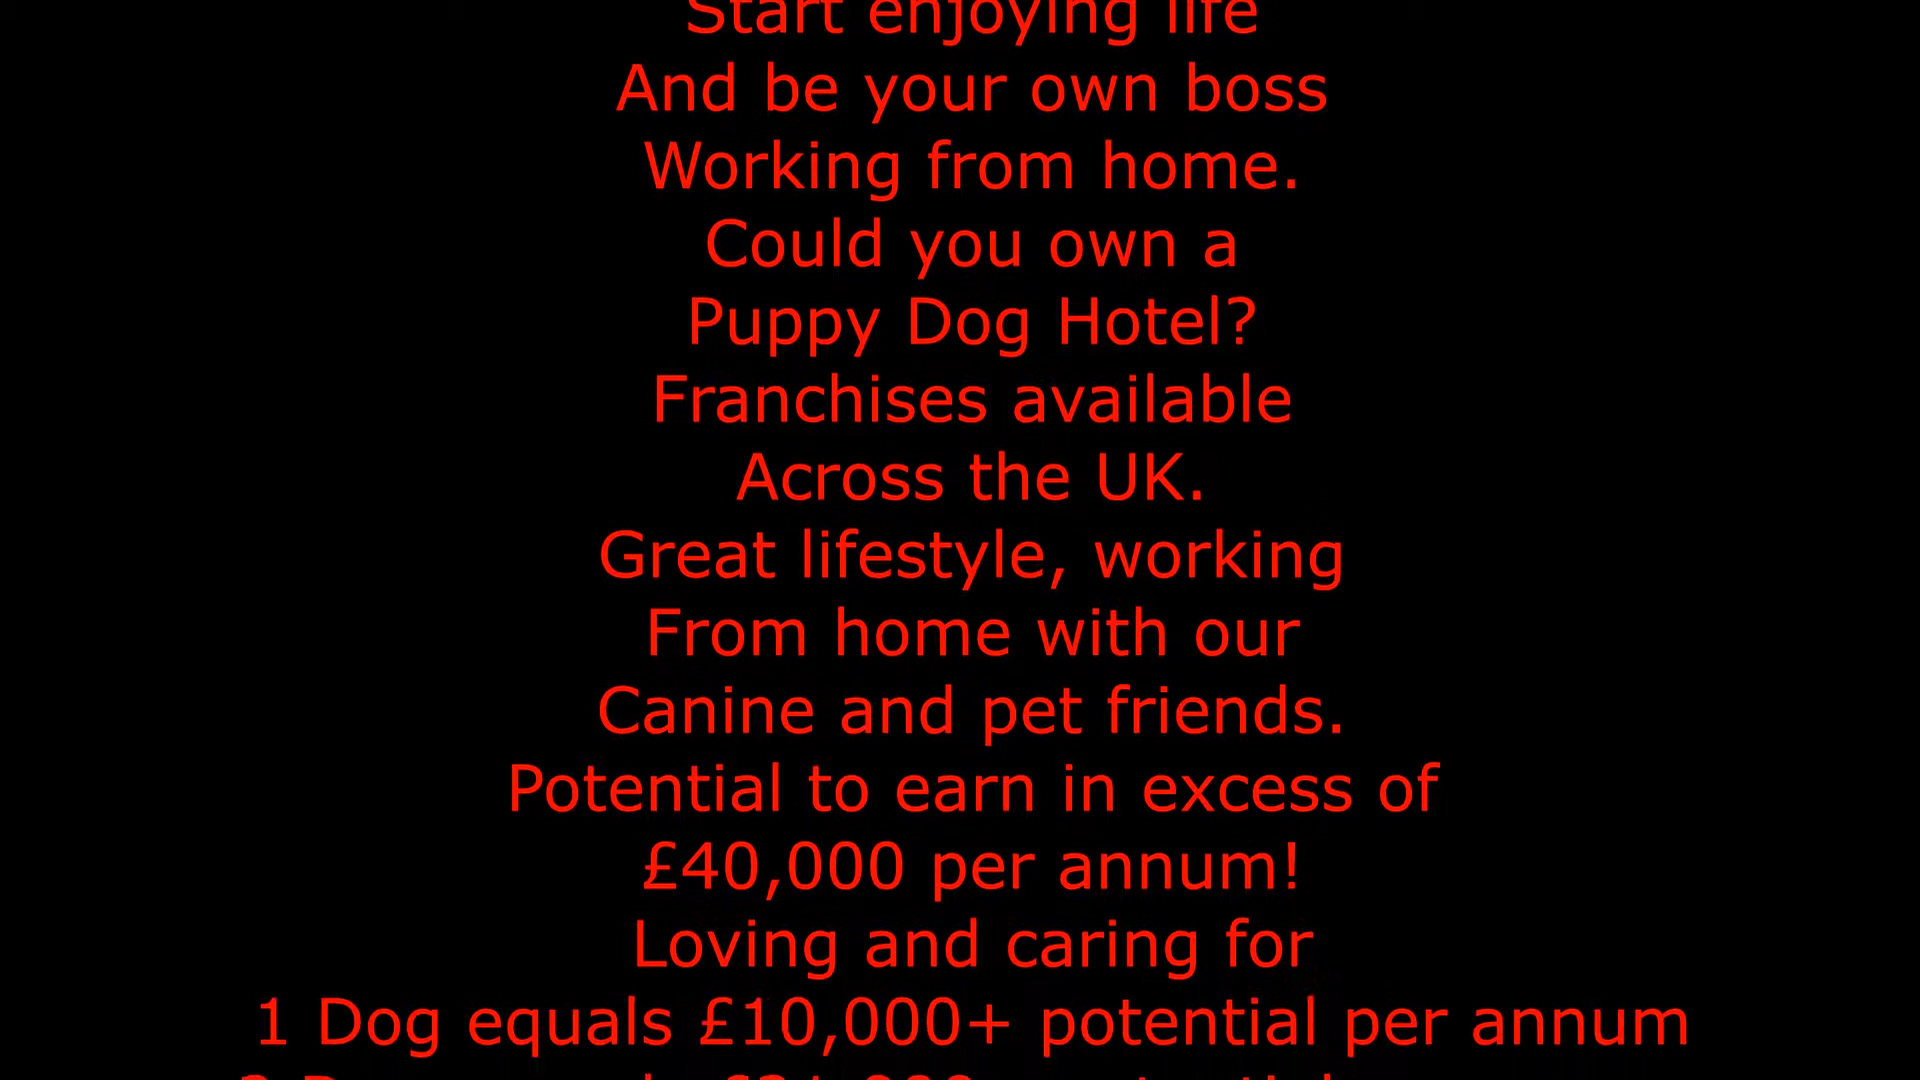 Start enjoying life
And be your own boss
Working from home.
Could you own a
Puppy Dog Hotel?
Franchises available
Across the UK.
Great lifestyle, working
From home with our
Canine and pet friends.
Potential to earn in excess of
£40,000 per annum!
Loving and caring for
1 Dog equals £10,000+ potential per annum